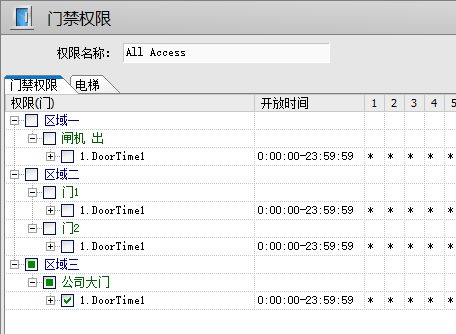 门禁权限
权限名称: All Access
门禁权限 电梯
权限(门) 开放时间 1 2 3 4 5
区域一
闸机 出
1.DoorTime1 0:00:00-23:59:59 * * * * *
区域二
门1
1.DoorTime1 0:00:00-23:59:59 * * * * *
门2
1.DoorTime1 0:00:00-23:59:59 * * * * *
区域三
公司大门
1.DoorTime1 0:00:00-23:59:59 * * * * *